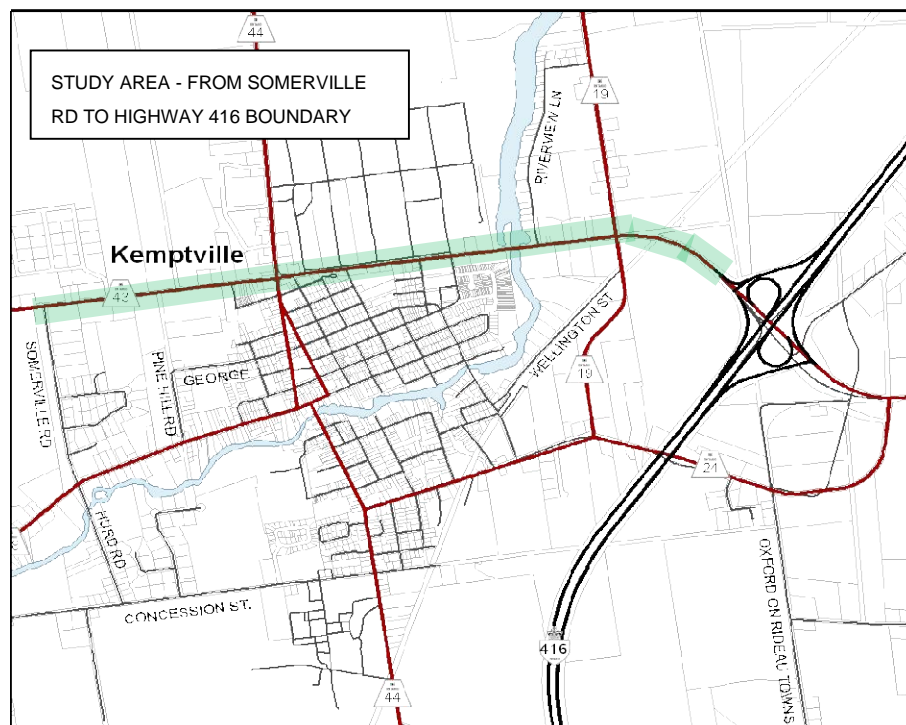 44
STUDY AREA - FROM SOMERVILLE
RD TO HIGHWAY 416 BOUNDARY
19
RIVERVIEW LN
Kemptville
43
SOMERVILLE RD
PINE HILL RD
GEORGE
WELLINGTON ST
19
21
HURD RD
CONCESSION ST.
OXFORD ON RIDEAU TOWNS
416
44